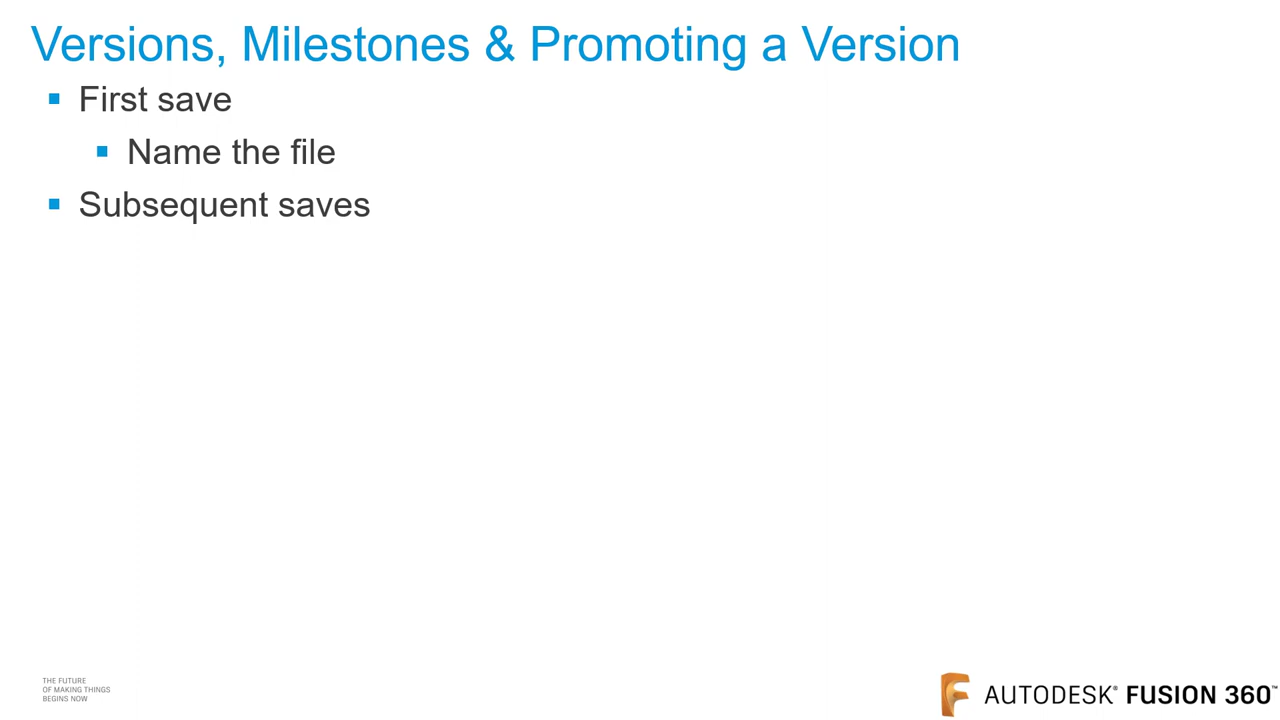 Versions, Milestones & Promoting a Version
First save
Name the file
Subsequent saves
THE FUTURE
OF MAKING THINGS
BEGINS NOW
AUTODESK® FUSION 360™